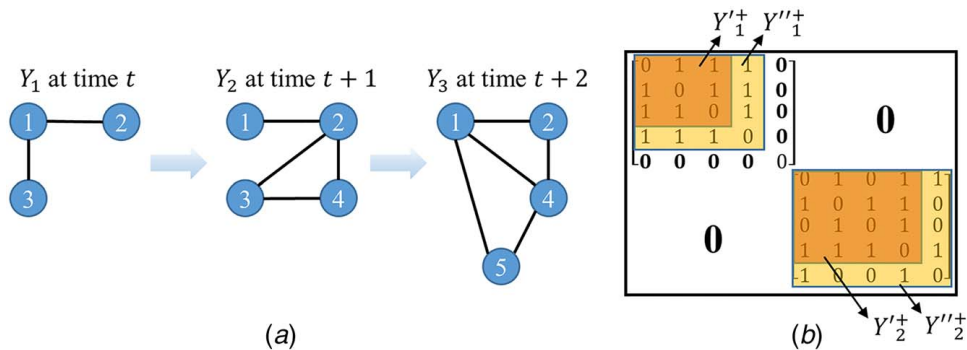 Y₁ at time t
Y₂ at time t + 1
Y₃ at time t + 2
1 2
3
1 2
3 4
1 2
4
5
(a)
Y′⁺₁ Y″⁺₁
0 1 1 1 0
1 0 1 1 0
1 1 0 1 0
1 1 1 0 0
0 0 0 0 0
0
0
0 1 0 1 1
1 0 1 1 0
0 1 0 1 0
1 1 1 0 1
1 0 0 1 0
Y′⁺₂ Y″⁺₂
(b)